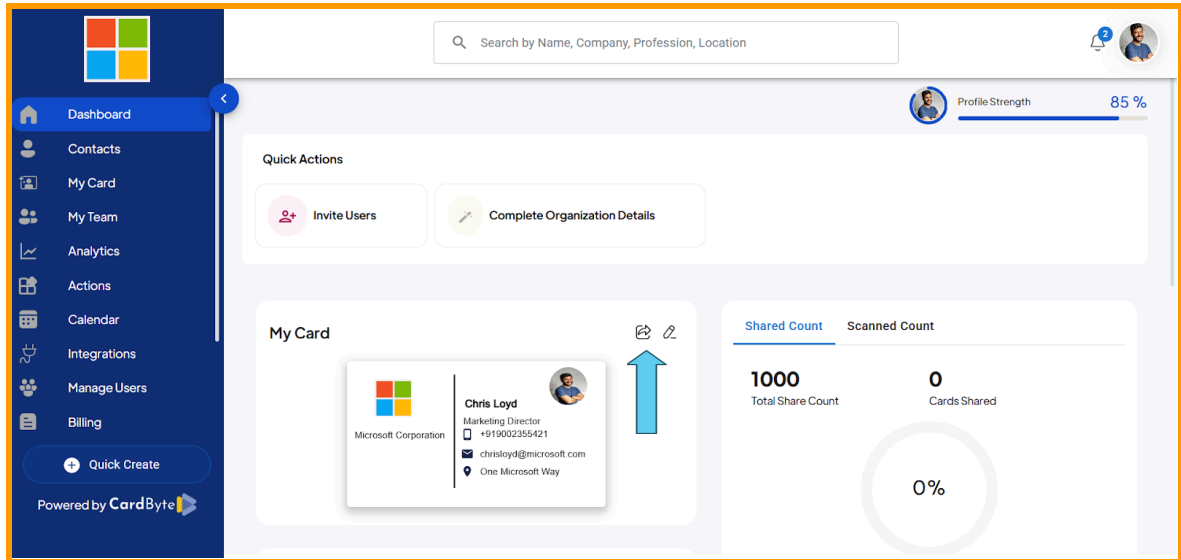 Search by Name, Company, Profession, Location
2
Dashboard
Contacts
My Card
My Team
Analytics
Actions
Calendar
Integrations
Manage Users
Billing
Quick Create
Powered by CardByte
Profile Strength 85 %
Quick Actions
Invite Users
Complete Organization Details
My Card
Microsoft Corporation
Chris Loyd
Marketing Director
+919002355421
chrisloyd@microsoft.com
One Microsoft Way
Shared Count Scanned Count
1000 0
Total Share Count Cards Shared
0%